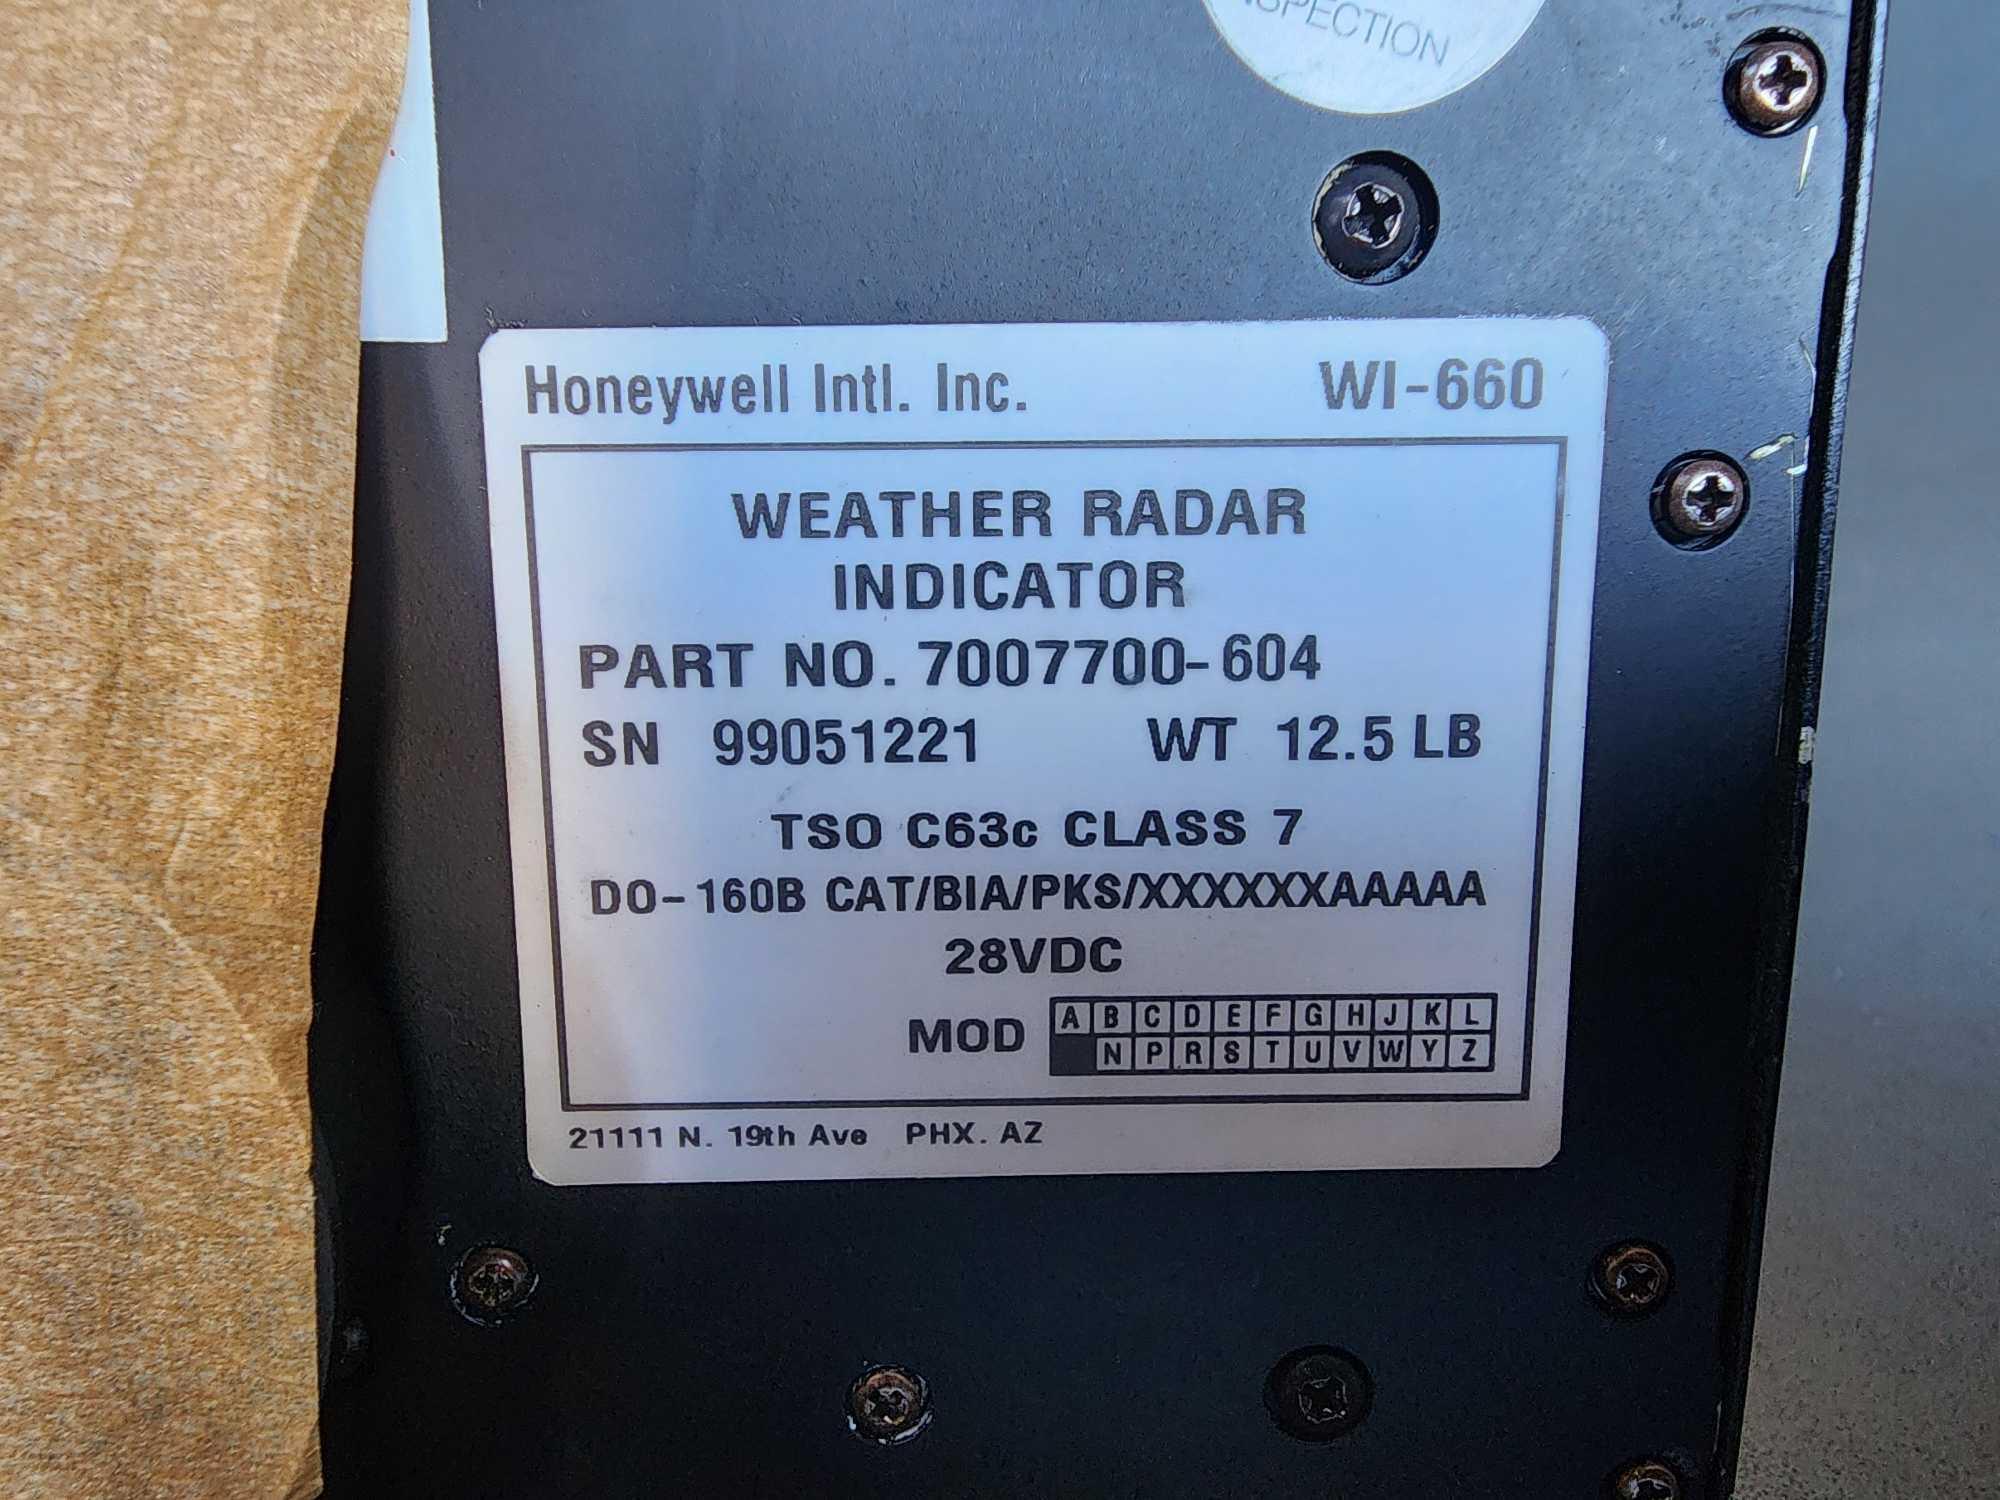 INSPECTION
Honeywell Intl. Inc. WI-660
WEATHER RADAR
INDICATOR
PART NO. 7007700-604
SN 99051221 WT 12.5 LB
TSO C63c CLASS 7
DO-160B CAT/BIA/PKS/XXXXXXAAAAA
28VDC
MOD A B C D E F G H J K L
N P R S T U V W Y Z
21111 N. 19th Ave PHX. AZ